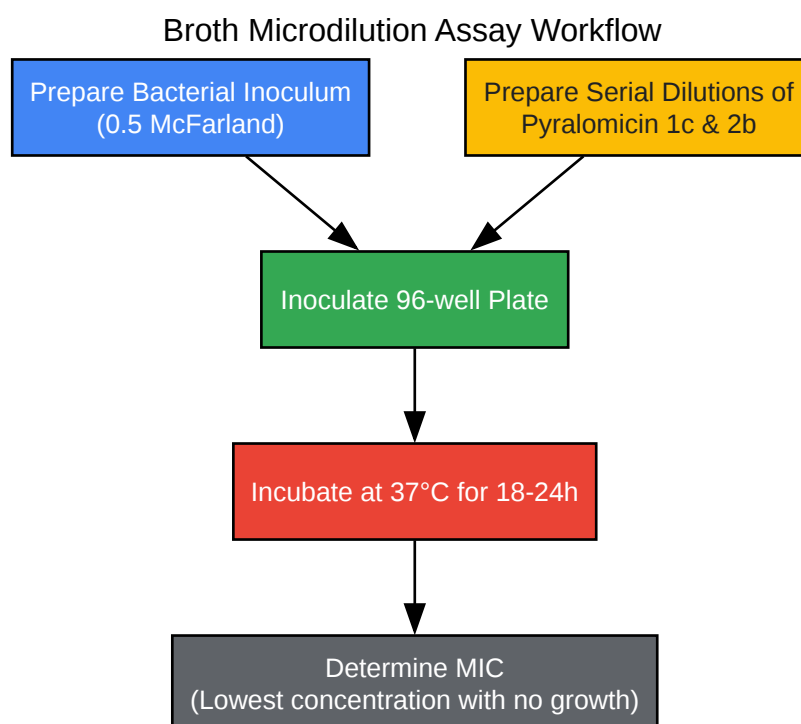 Broth Microdilution Assay Workflow
Prepare Bacterial Inoculum
(0.5 McFarland)
Prepare Serial Dilutions of
Pyralomicin 1c & 2b
Inoculate 96-well Plate
Incubate at 37°C for 18-24h
Determine MIC
(Lowest concentration with no growth)